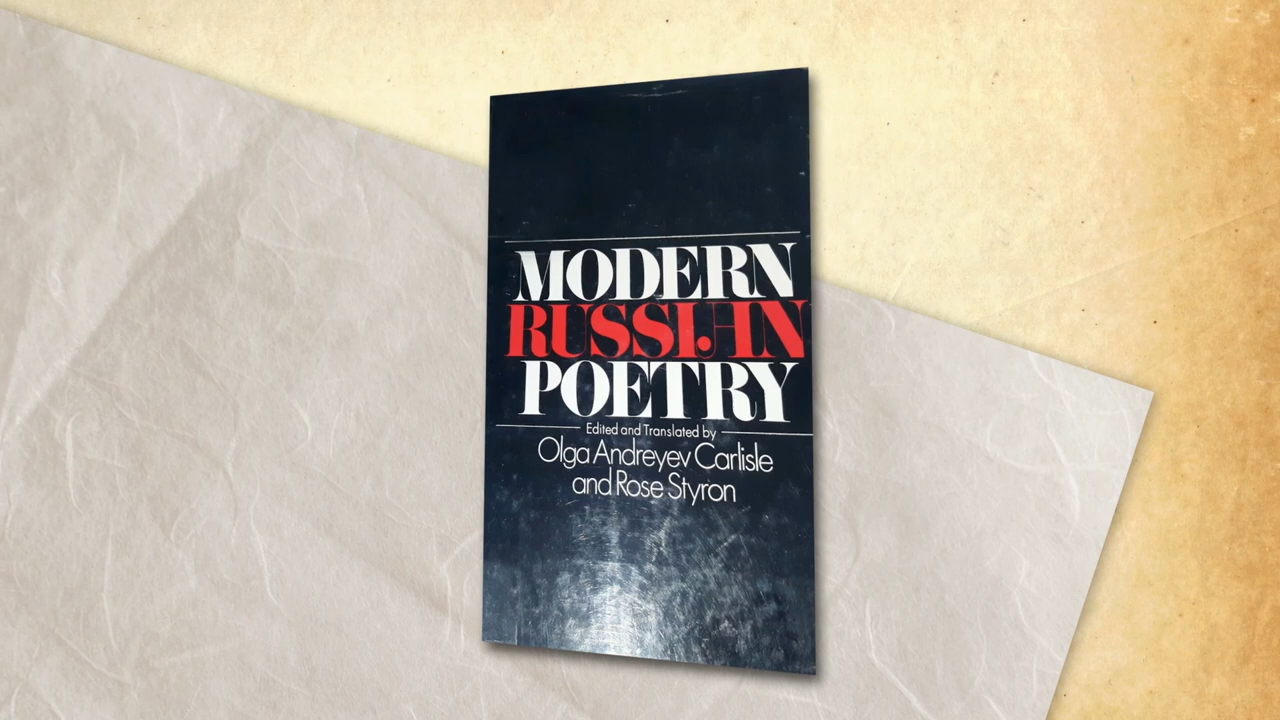 MODERN
RUSSIAN
POETRY
Edited and Translated by
Olga Andreyev Carlisle
and Rose Styron